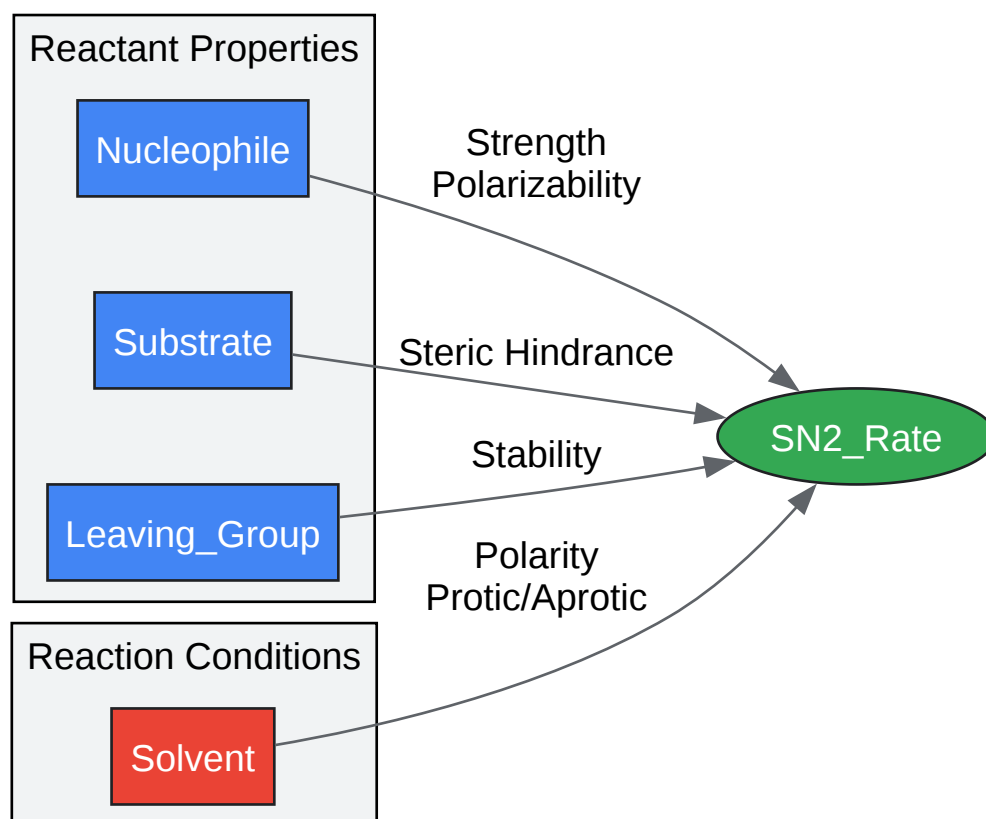 Reactant Properties
Nucleophile
Strength
Polarizability
Substrate
Steric Hindrance
SN2_Rate
Stability
Leaving_Group
Polarity
Protic/Aprotic
Reaction Conditions
Solvent